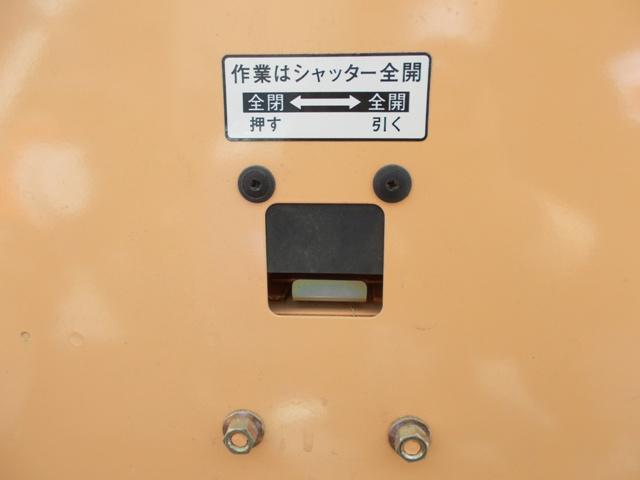 作業はシャッター全開
全閉 ⟷ 全開
押す 引く